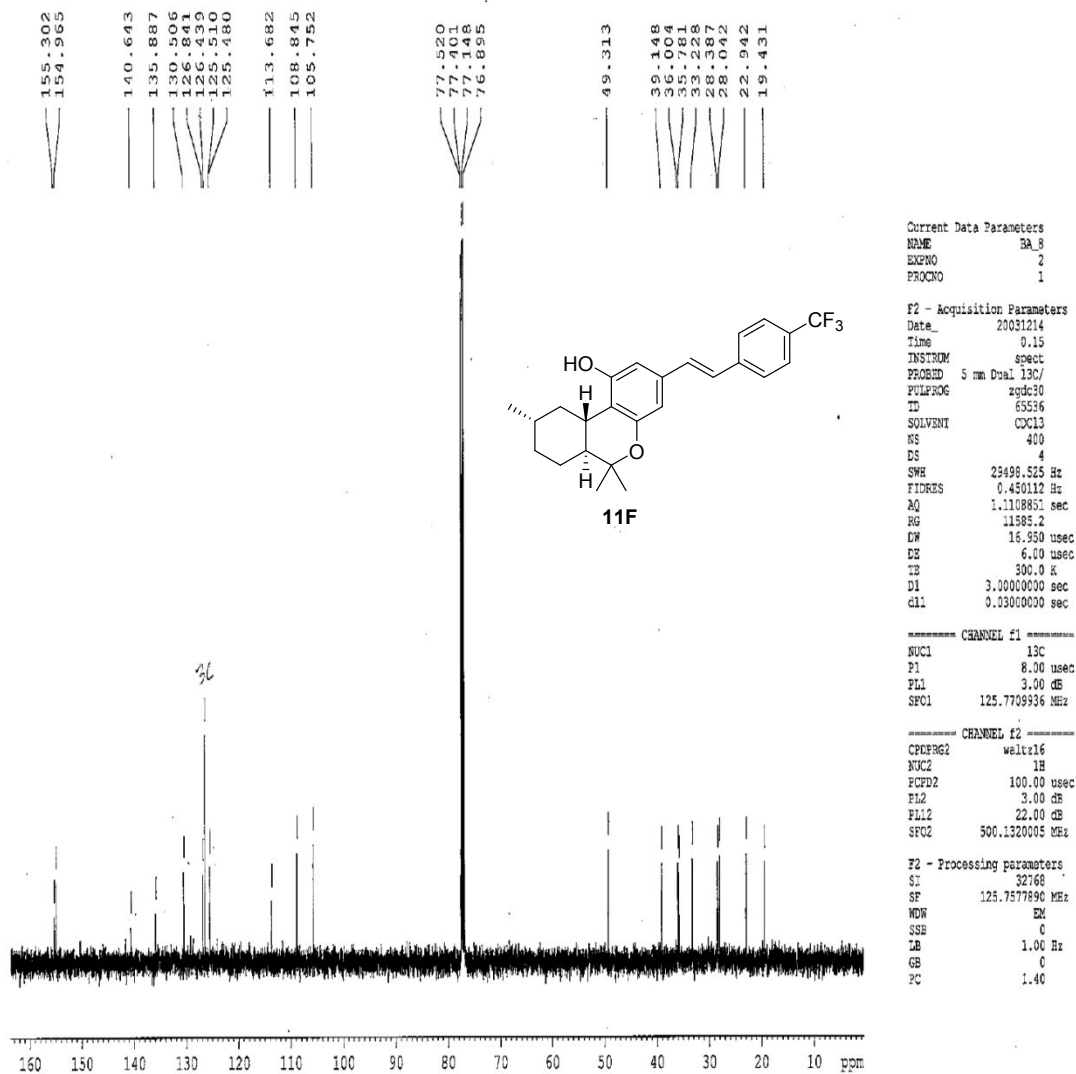 155.302
154.965
140.643
135.887
130.506
126.841
126.439
125.510
125.480
113.682
108.845
105.752
77.520
77.401
77.148
76.895
49.313
39.148
36.004
35.781
33.228
28.387
28.042
22.942
19.431
Current Data Parameters
NAME BA_8
EXPNO 2
PROCNO 1
F2 - Acquisition Parameters
Date_ 20031214
Time 0.15
INSTRUM spect
PROBHD 5 mm Dual 13C/
PULPROG zgdc30
TD 65536
SOLVENT CDCl3
NS 400
DS 4
SWH 29498.525 Hz
FIDRES 0.450112 Hz
AQ 1.1108851 sec
RG 11585.2
DW 16.950 usec
DE 6.00 usec
TE 300.0 K
D1 3.00000000 sec
d11 0.03000000 sec
======== CHANNEL f1 ========
NUC1 13C
P1 8.00 usec
PL1 3.00 dB
SFO1 125.7709936 MHz
======== CHANNEL f2 ========
CPDPRG2 waltz16
NUC2 1H
PCPD2 100.00 usec
PL2 3.00 dB
PL12 22.00 dB
SFO2 500.1320005 MHz
F2 - Processing parameters
SI 32768
SF 125.7577890 MHz
WDW EM
SSB 0
LB 1.00 Hz
GB 0
PC 1.40
CF3
HO
H
O
H
11F
160 150 140 130 120 110 100 90 80 70 60 50 40 30 20 10 ppm